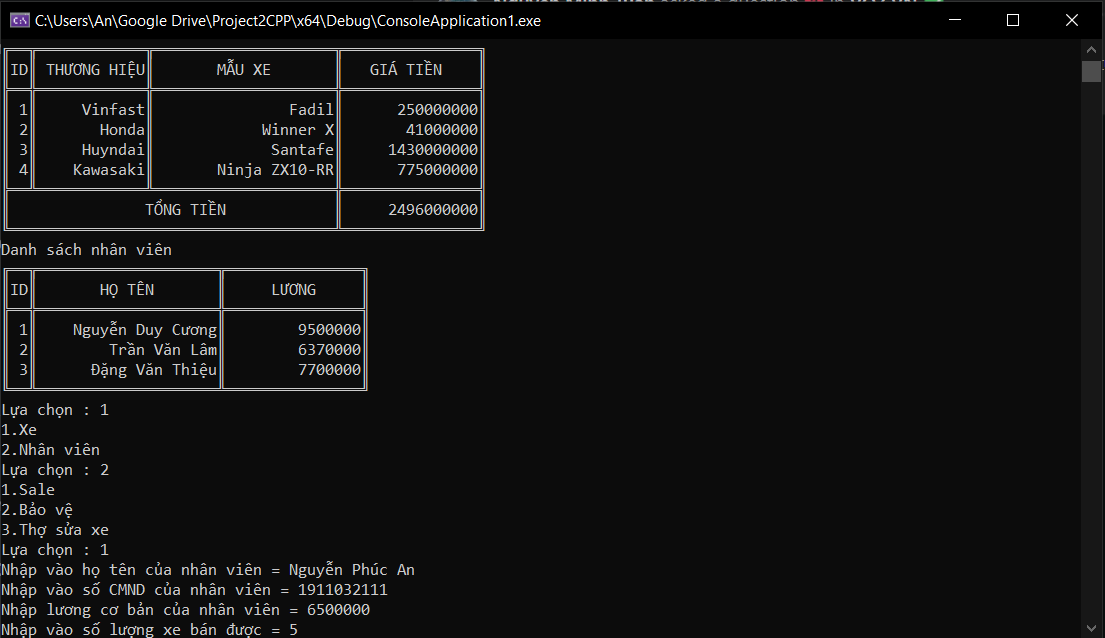 C:\Users\An\Google Drive\Project2CPP\x64\Debug\ConsoleApplication1.exe
ID THƯƠNG HIỆU MẪU XE GIÁ TIỀN
1 Vinfast Fadil 250000000
2 Honda Winner X 41000000
3 Huyndai Santafe 1430000000
4 Kawasaki Ninja ZX10-RR 775000000
TỔNG TIỀN 2496000000
Danh sách nhân viên
ID HỌ TÊN LƯƠNG
1 Nguyễn Duy Cương 9500000
2 Trần Văn Lâm 6370000
3 Đặng Văn Thiệu 7700000
Lựa chọn : 1
1.Xe
2.Nhân viên
Lựa chọn : 2
1.Sale
2.Bảo vệ
3.Thợ sửa xe
Lựa chọn : 1
Nhập vào họ tên của nhân viên = Nguyễn Phúc An
Nhập vào số CMND của nhân viên = 1911032111
Nhập lương cơ bản của nhân viên = 6500000
Nhập vào số lượng xe bán được = 5